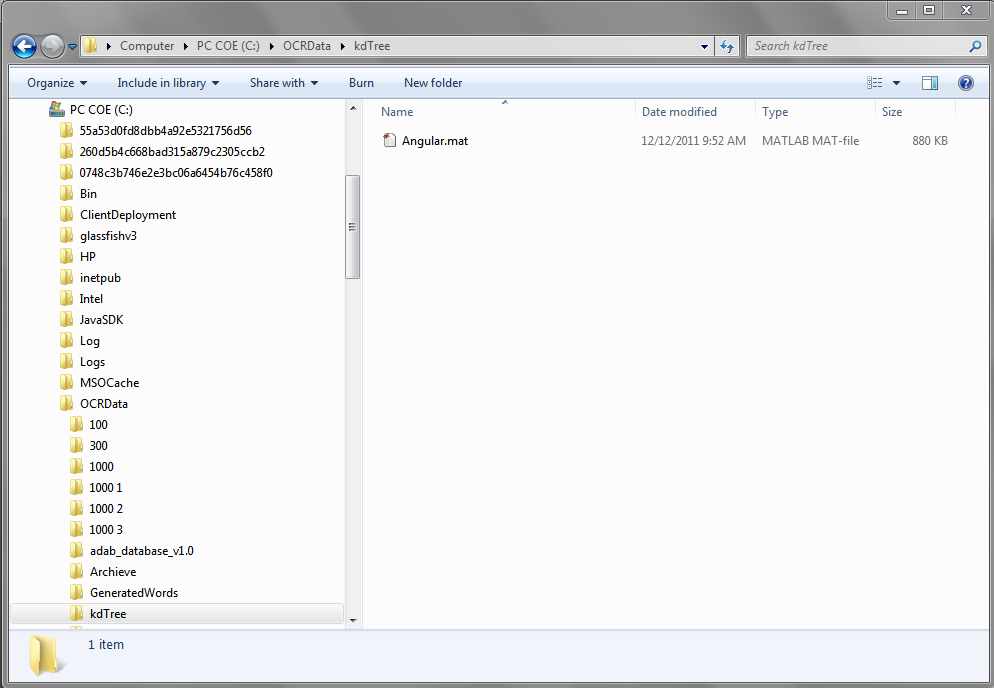 Computer PC COE (C:) OCRData kdTree Search kdTree
Organize Include in library Share with Burn New folder
PC COE (C:)
55a53d0fd8dbb4a92e5321756d56
260d5b4c668bad315a879c2305ccb2
0748c3b746e2e3bc06a6454b76c458f0
Bin
ClientDeployment
glassfishv3
HP
inetpub
Intel
JavaSDK
Log
Logs
MSOCache
OCRData
100
300
1000
1000 1
1000 2
1000 3
adab_database_v1.0
Archieve
GeneratedWords
kdTree
Name Date modified Type Size
Angular.mat 12/12/2011 9:52 AM MATLAB MAT-file 880 KB
1 item